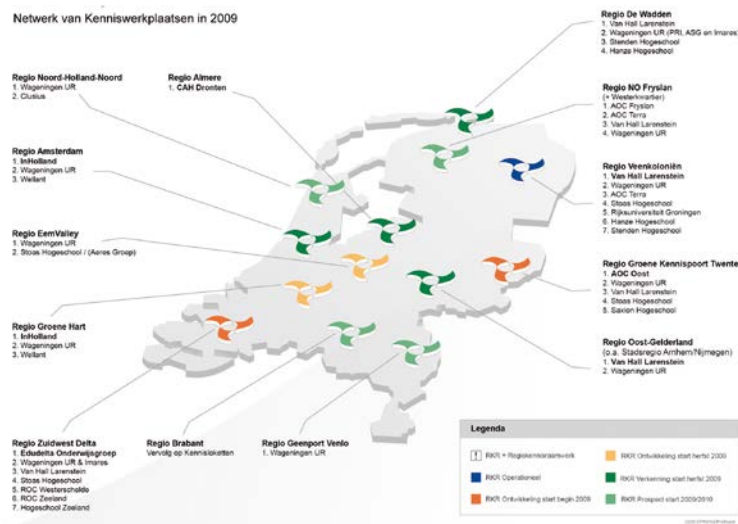 Netwerk van Kenniswerkplaatsen in 2009
Regio De Wadden
1. Van Hall Larenstein
2. Wageningen UR (PRI, ASG en Imares)
3. Stenden Hogeschool
4. Hanze Hogeschool
Regio Noord-Holland-Noord
1. Wageningen UR
2. Clusius
Regio Almere
1. CAH Dronten
Regio NO Fryslan
(+ Westerkwartier)
1. AOC Fryslan
2. AOC Terra
3. Van Hall Larenstein
4. Wageningen UR
Regio Amsterdam
1. InHolland
2. Wageningen UR
3. Wellant
Regio Veenkoloniën
1. Van Hall Larenstein
2. Wageningen UR
3. AOC Terra
4. Stoas Hogeschool
5. Rijksuniversiteit Groningen
6. Hanze Hogeschool
7. Stenden Hogeschool
Regio EemValley
1. Wageningen UR
2. Stoas Hogeschool / (Aeres Groep)
Regio Groene Kennispoort Twente
1. AOC Oost
2. Wageningen UR
3. Van Hall Larenstein
4. Stoas Hogeschool
5. Saxion Hogeschool
Regio Groene Hart
1. InHolland
2. Wageningen UR
3. Wellant
Regio Oost-Gelderland
(o.a. Stadsregio Arnhem/Nijmegen)
1. Van Hall Larenstein
2. Wageningen UR
Regio Zuidwest Delta
1. Edudelta Onderwijsgroep
2. Wageningen UR & Imares
3. Van Hall Larenstein
4. Stoas Hogeschool
5. ROC Westerschelde
6. ROC Zeeland
7. Hogeschool Zeeland
Regio Brabant
Vervolg op Kennisloketten
Regio Geenport Venlo
1. Wageningen UR
Legenda
RKR = Regiokennisraamwerk
RKR Operationeel
RKR Ontwikkeling start begin 2009
RKR Ontwikkeling start herfst 2009
RKR Verkenning start herfst 2009
RKR Prospect start 2009/2010